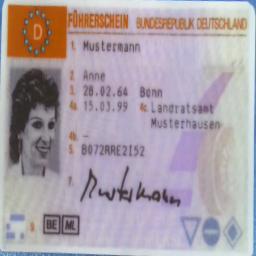 D FÜHRERSCHEIN BUNDESREPUBLIK DEUTSCHLAND
1. Mustermann
2. Anne
3. 28.02.64 Bonn
4a. 15.03.99 4c. Landratsamt
Musterhausen
4b. —
5. B072RRE2I52
7. Mustermann
9. BE ML